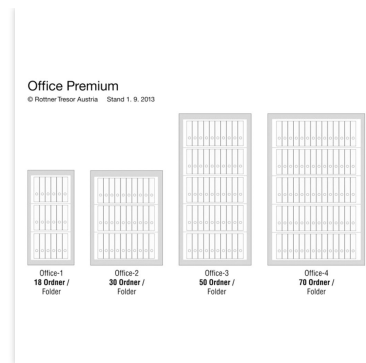 Office Premium
© Rottner Tresor Austria Stand 1. 9. 2013
Office-1
18 Ordner /
Folder
Office-2
30 Ordner /
Folder
Office-3
50 Ordner /
Folder
Office-4
70 Ordner /
Folder